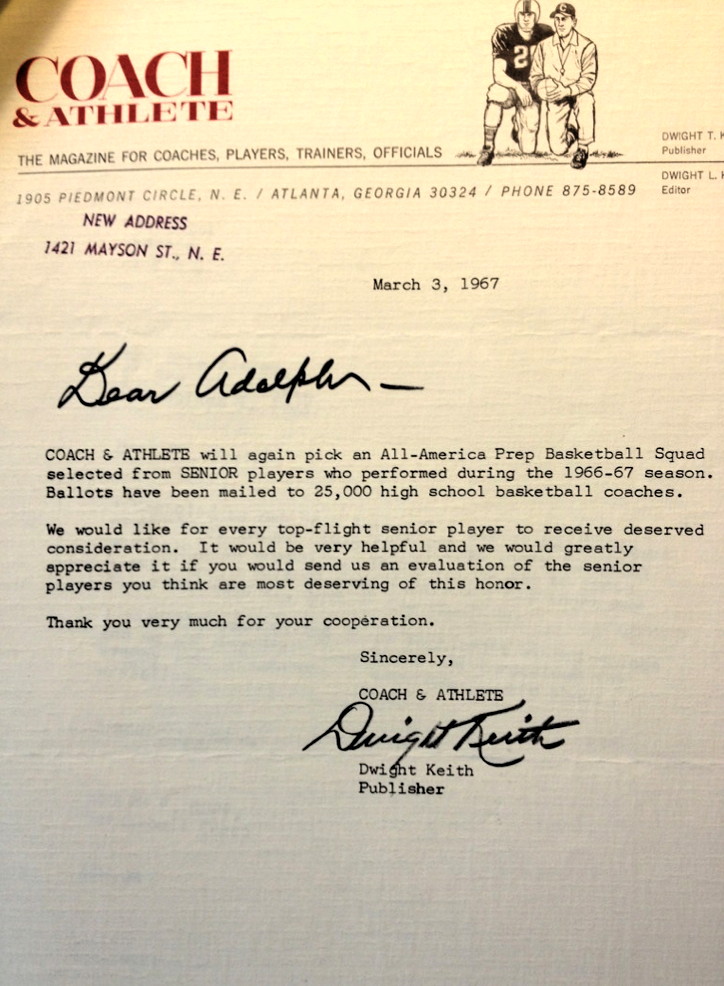 COACH
& ATHLETE
2
C
THE MAGAZINE FOR COACHES, PLAYERS, TRAINERS, OFFICIALS
DWIGHT T.
Publisher
DWIGHT L.
Editor
1905 PIEDMONT CIRCLE, N. E. / ATLANTA, GEORGIA 30324 / PHONE 875-8589
NEW ADDRESS
1421 MAYSON ST., N. E.
March 3, 1967
Dear Adolph —
COACH & ATHLETE will again pick an All-America Prep Basketball Squad
selected from SENIOR players who performed during the 1966-67 season.
Ballots have been mailed to 25,000 high school basketball coaches.
We would like for every top-flight senior player to receive deserved
consideration. It would be very helpful and we would greatly
appreciate it if you would send us an evaluation of the senior
players you think are most deserving of this honor.
Thank you very much for your cooperation.
Sincerely,
COACH & ATHLETE
Dwight Keith
Dwight Keith
Publisher